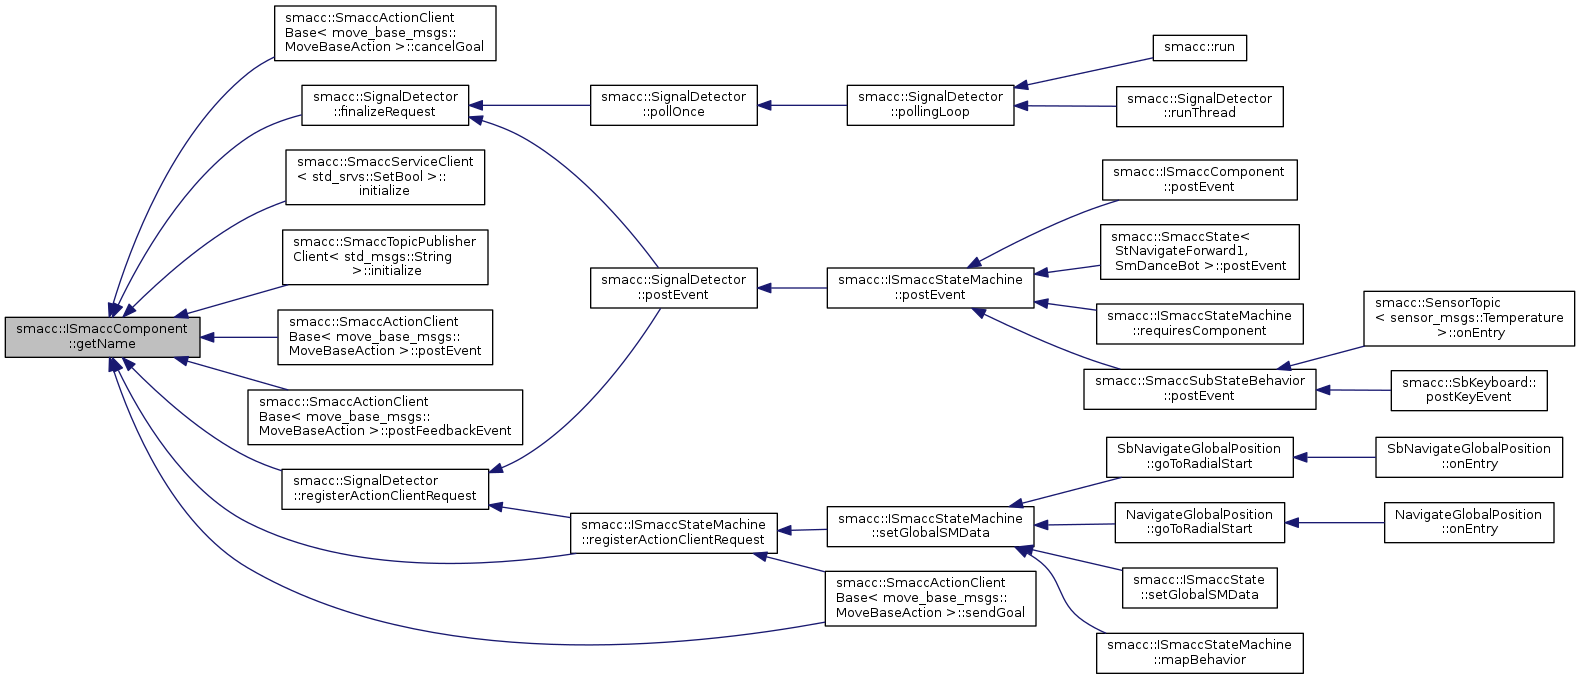 smacc::SmaccActionClient
Base< move_base_msgs::
MoveBaseAction >::cancelGoal
smacc::run
smacc::SignalDetector
::finalizeRequest
smacc::SignalDetector
::pollOnce
smacc::SignalDetector
::pollingLoop
smacc::SignalDetector
::runThread
smacc::SmaccServiceClient
< std_srvs::SetBool >::
initialize
smacc::ISmaccComponent
::postEvent
smacc::SmaccTopicPublisher
Client< std_msgs::String
>::initialize
smacc::SmaccState<
StNavigateForward1,
SmDanceBot >::postEvent
smacc::SignalDetector
::postEvent
smacc::ISmaccStateMachine
::postEvent
smacc::ISmaccStateMachine
::requiresComponent
smacc::SensorTopic
< sensor_msgs::Temperature
>::onEntry
smacc::ISmaccComponent
::getName
smacc::SmaccActionClient
Base< move_base_msgs::
MoveBaseAction >::postEvent
smacc::SmaccSubStateBehavior
::postEvent
smacc::SbKeyboard::
postKeyEvent
smacc::SmaccActionClient
Base< move_base_msgs::
MoveBaseAction >::postFeedbackEvent
SbNavigateGlobalPosition
::goToRadialStart
SbNavigateGlobalPosition
::onEntry
smacc::SignalDetector
::registerActionClientRequest
smacc::ISmaccStateMachine
::registerActionClientRequest
smacc::ISmaccStateMachine
::setGlobalSMData
NavigateGlobalPosition
::goToRadialStart
NavigateGlobalPosition
::onEntry
smacc::SmaccActionClient
Base< move_base_msgs::
MoveBaseAction >::sendGoal
smacc::ISmaccState
::setGlobalSMData
smacc::ISmaccStateMachine
::mapBehavior